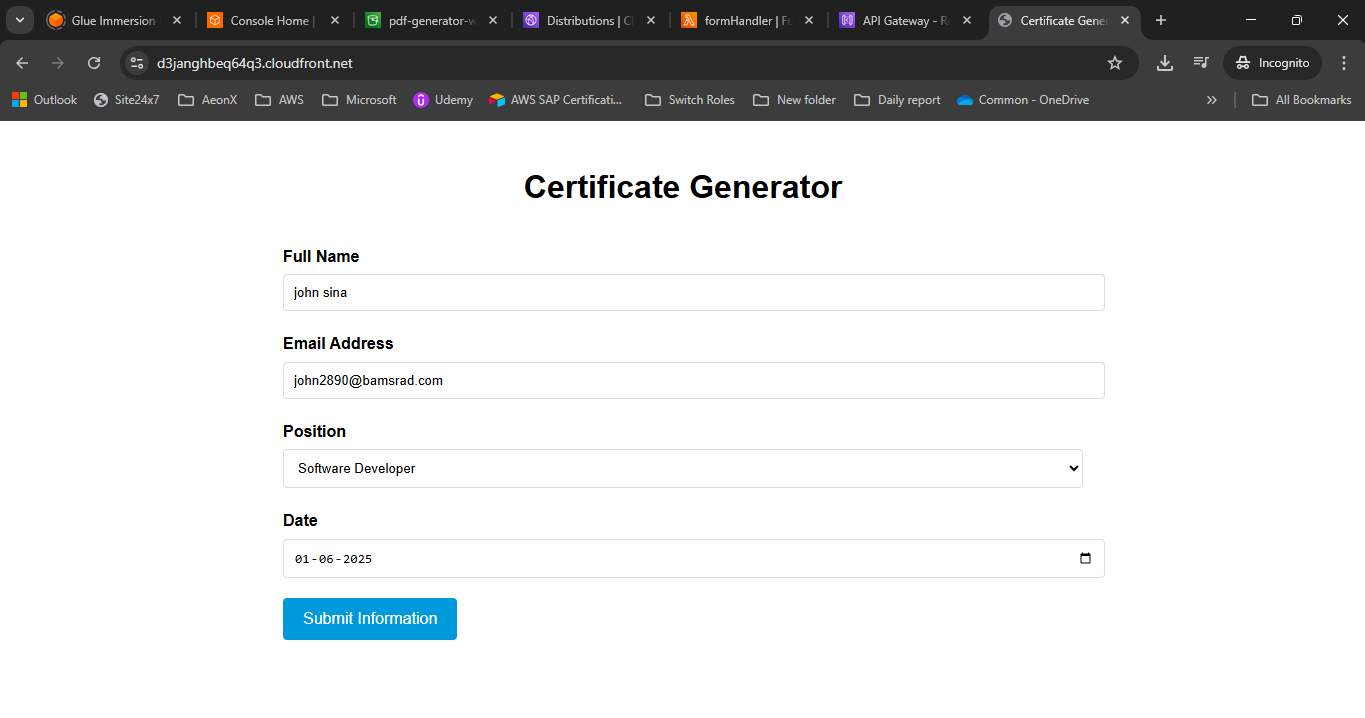 Glue Immersion
Console Home |
pdf-generator-w
Distributions | Cl
formHandler | Fu
API Gateway - Re
Certificate Gene
d3janghbeq64q3.cloudfront.net
Incognito
Outlook
Site24x7
AeonX
AWS
Microsoft
Udemy
AWS SAP Certificati...
Switch Roles
New folder
Daily report
Common - OneDrive
All Bookmarks
Certificate Generator
Full Name
john sina
Email Address
john2890@bamsrad.com
Position
Software Developer
Date
01-06-2025
Submit Information